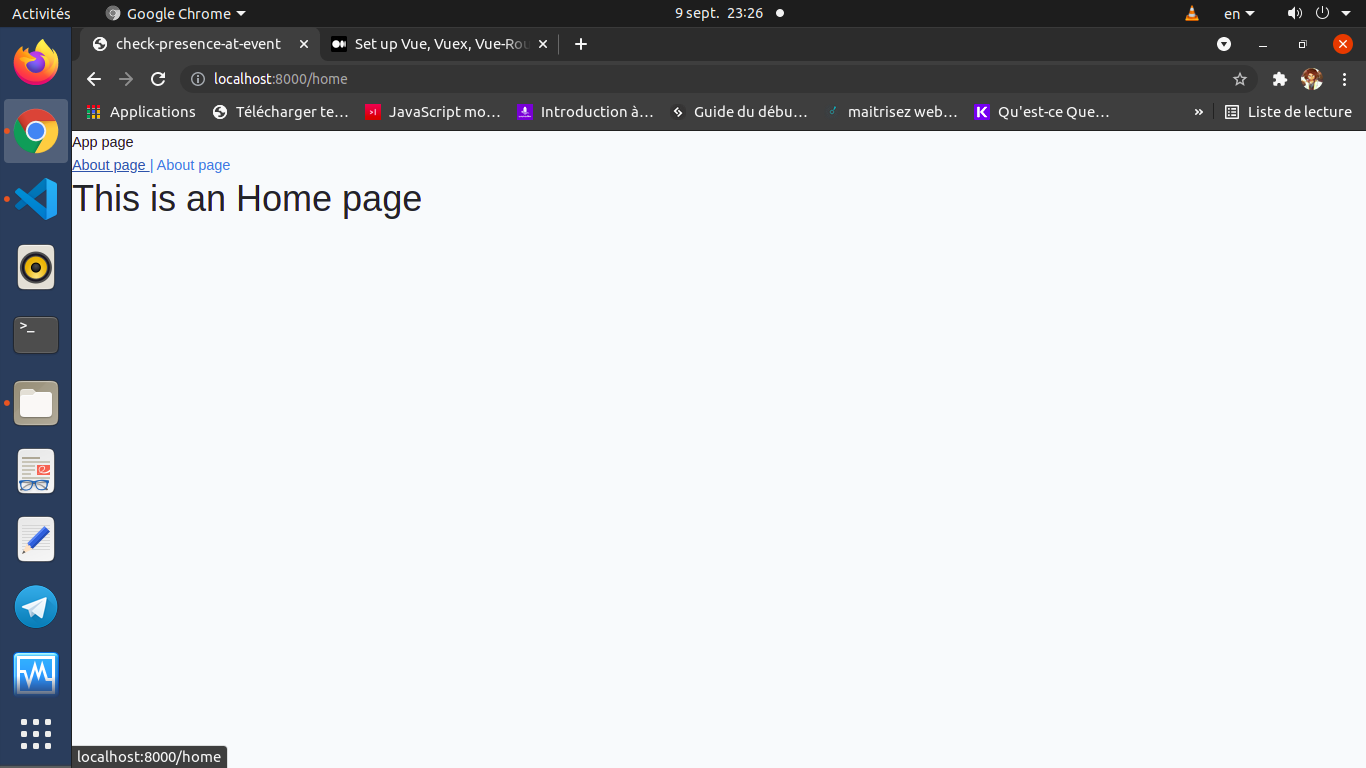 Activités Google Chrome 9 sept. 23:26 en
check-presence-at-event Set up Vue, Vuex, Vue-Rou
localhost:8000/home
Applications Télécharger te… JavaScript mo… Introduction à… Guide du débu… maitrisez web… Qu'est-ce Que… » Liste de lecture
App page
About page | About page
This is an Home page
localhost:8000/home